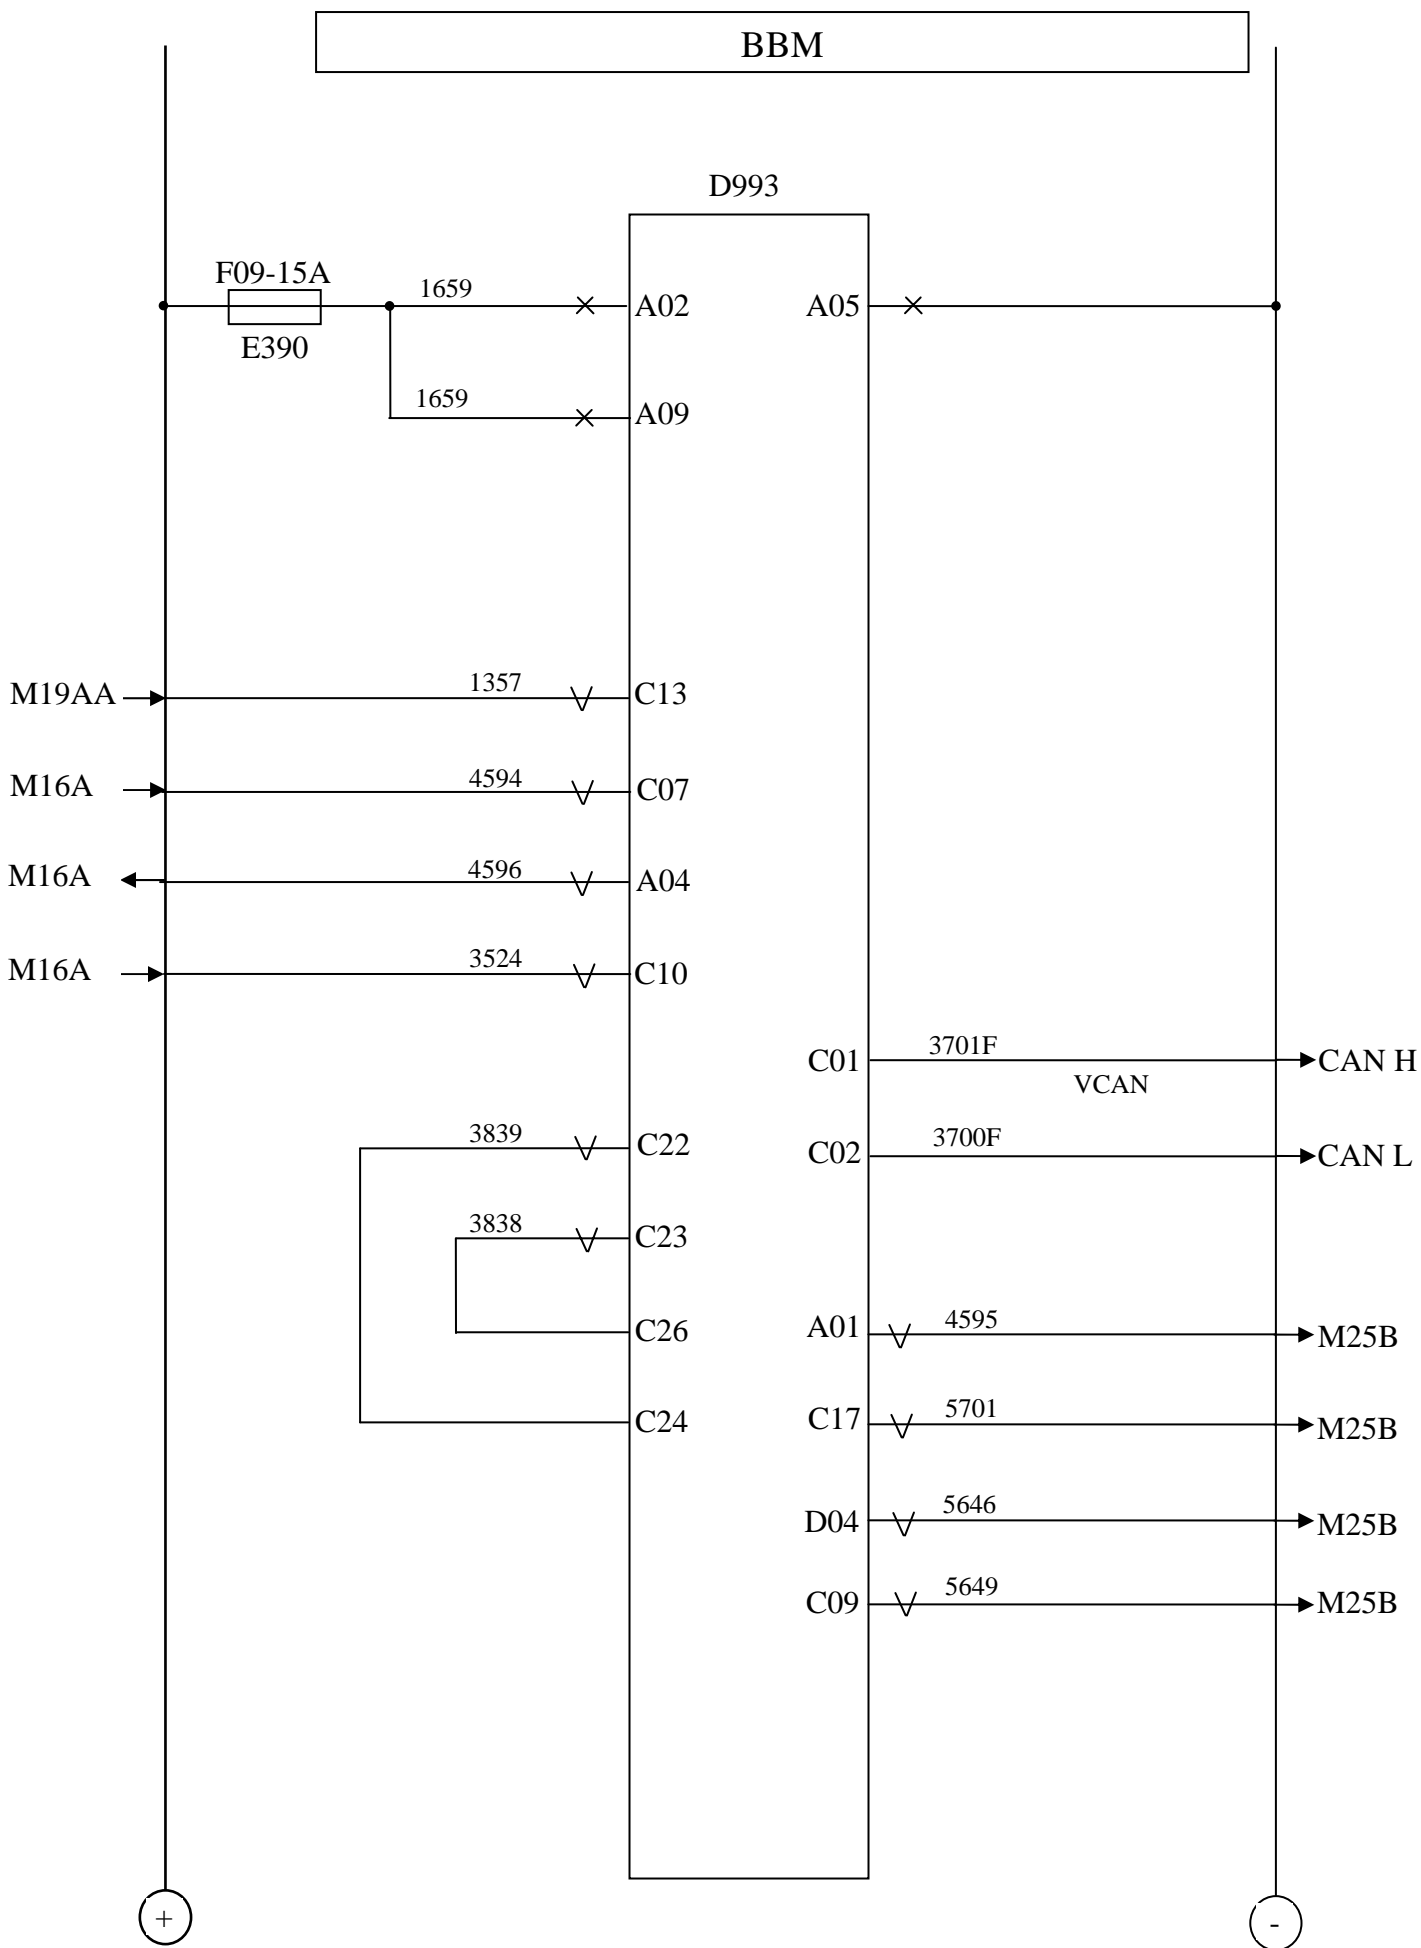 BBM
D993
F09-15A
1659
A02
A05
E390
1659
A09
M19AA
1357
C13
M16A
4594
C07
M16A
4596
A04
M16A
3524
C10
C01
3701F
CAN H
VCAN
3839
C22
C02
3700F
CAN L
3838
C23
C26
A01
4595
M25B
C24
C17
5701
M25B
D04
5646
M25B
C09
5649
M25B
+
-